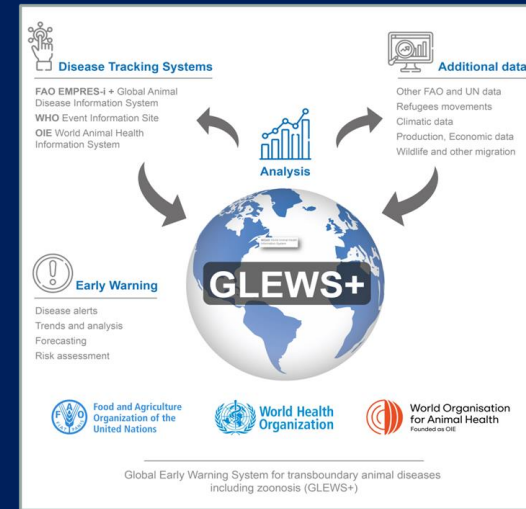 Disease Tracking Systems
FAO EMPRES-i + Global Animal
Disease Information System
WHO Event Information Site
OIE World Animal Health
Information System
Additional data
Other FAO and UN data
Refugees movements
Climatic data
Production, Economic data
Wildlife and other migration
Analysis
GLEWS+
Early Warning
Disease alerts
Trends and analysis
Forecasting
Risk assessment
FAO
Food and Agriculture
Organization of the
United Nations
World Health
Organization
World Organisation
for Animal Health
Founded as OIE
Global Early Warning System for transboundary animal diseases
including zoonosis (GLEWS+)